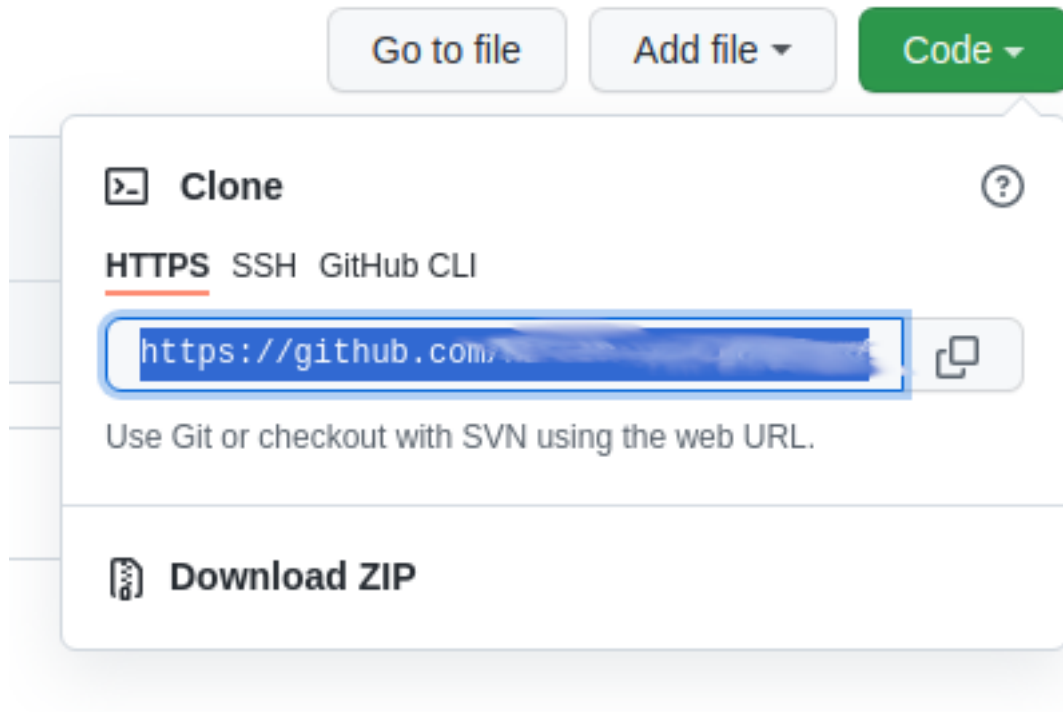 Go to file
Add file
Code
Clone
HTTPS SSH GitHub CLI
https://github.com/
Use Git or checkout with SVN using the web URL.
Download ZIP